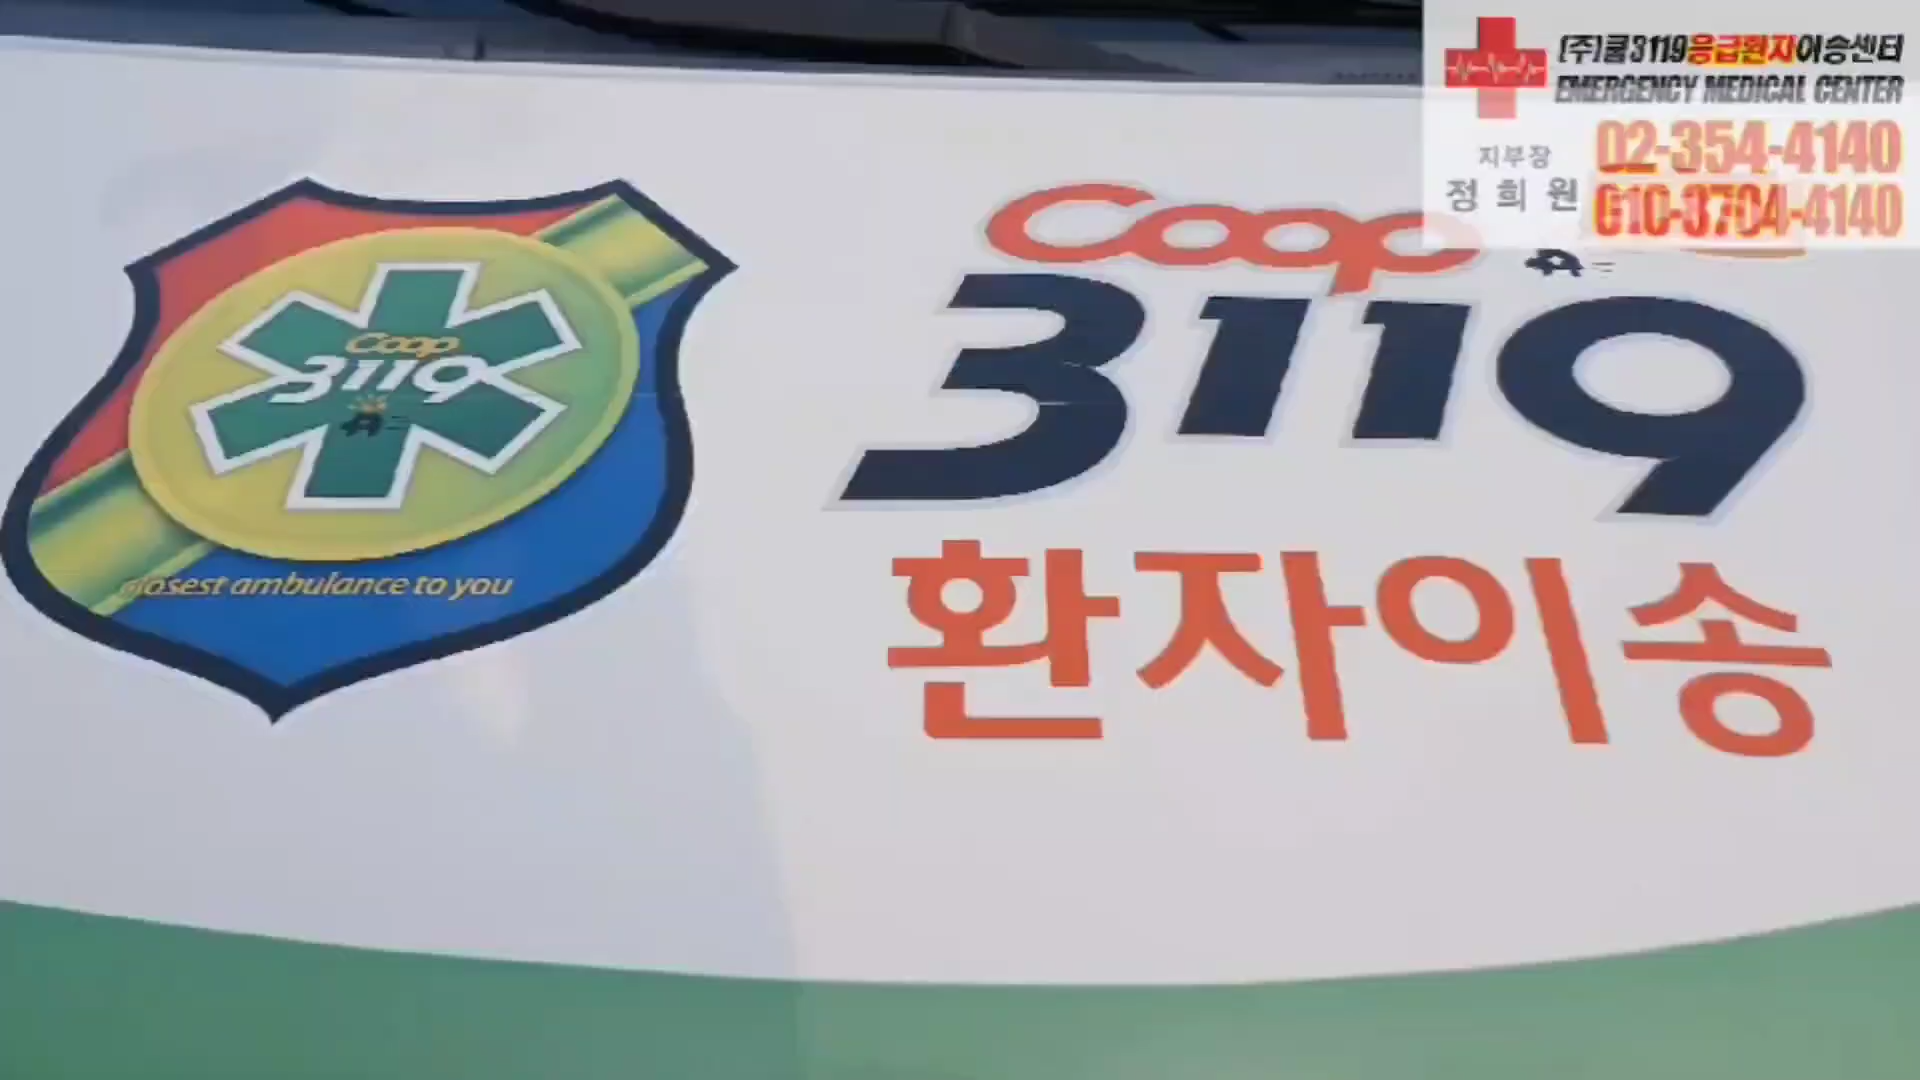 [주]쿱3119응급환자이송센터
EMERGENCY MEDICAL CENTER
지부장
정희원
02-354-4140
010-3704-4140
Coop
3119
환자이송
Coop
3119
closest ambulance to you